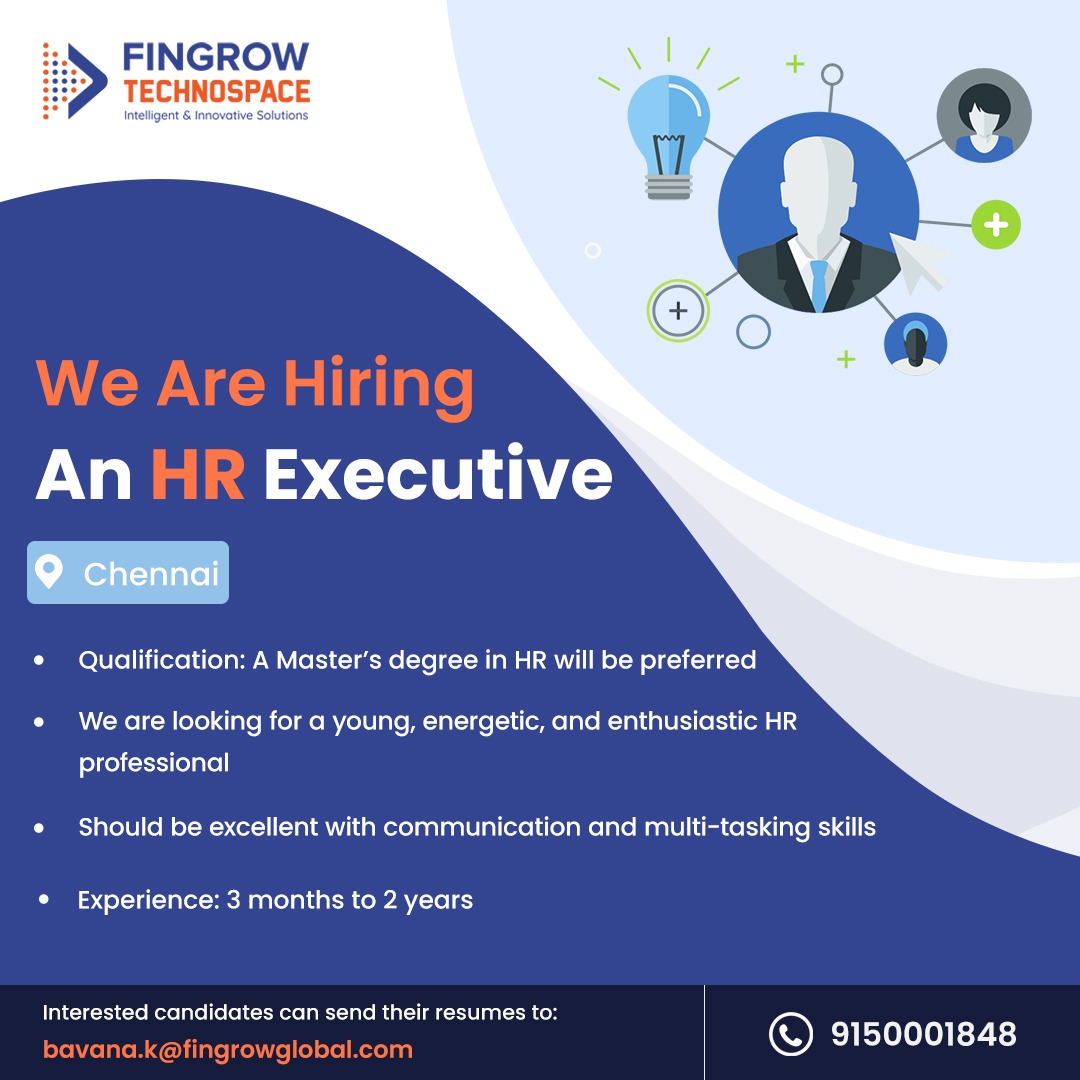 FINGROW
TECHNOSPACE
Intelligent & Innovative Solutions
We Are Hiring
An HR Executive
Chennai
• Qualification: A Master’s degree in HR will be preferred
• We are looking for a young, energetic, and enthusiastic HR
professional
• Should be excellent with communication and multi-tasking skills
• Experience: 3 months to 2 years
Interested candidates can send their resumes to:
bavana.k@fingrowglobal.com
9150001848